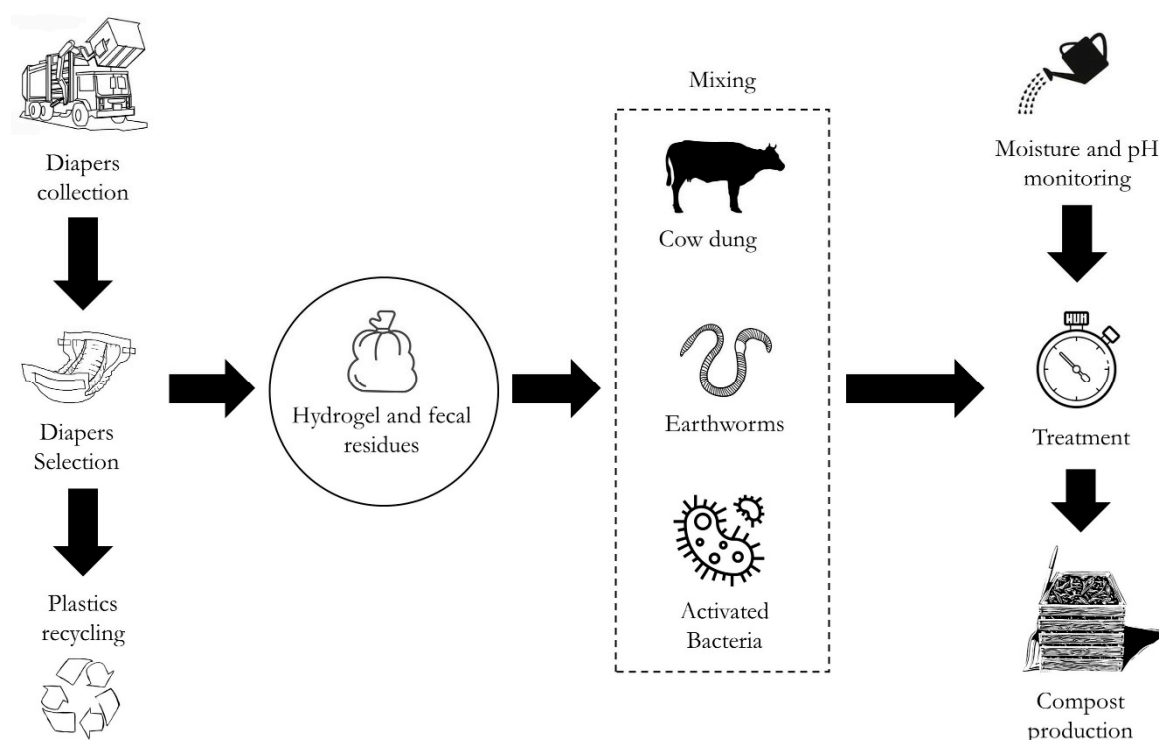 Diapers
collection
Diapers
Selection
Plastics
recycling
Hydrogel and fecal
residues
Mixing
Cow dung
Earthworms
Activated
Bacteria
Moisture and pH
monitoring
Treatment
Compost
production